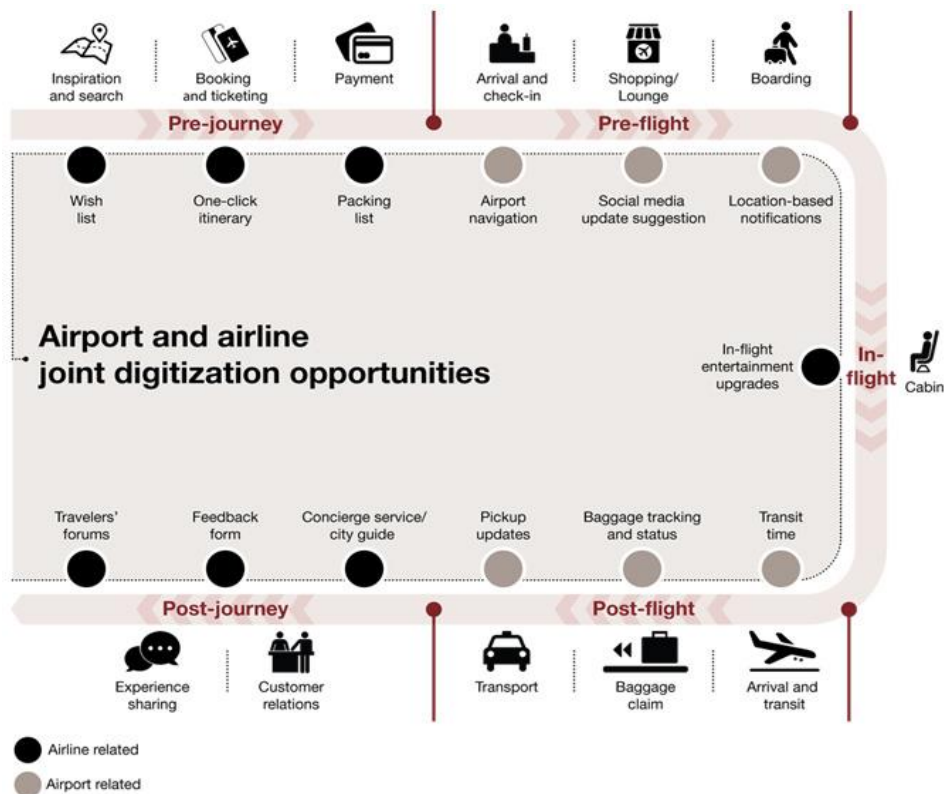 Inspiration
and search
Booking
and ticketing
Payment
Arrival and
check-in
Shopping/
Lounge
Boarding
Pre-journey
Pre-flight
Wish
list
One-click
itinerary
Packing
list
Airport
navigation
Social media
update suggestion
Location-based
notifications
Airport and airline
joint digitization opportunities
In-flight
entertainment
upgrades
In-
flight
Cabin
Travelers'
forums
Feedback
form
Concierge service/
city guide
Pickup
updates
Baggage tracking
and status
Transit
time
Post-journey
Post-flight
Experience
sharing
Customer
relations
Transport
Baggage
claim
Arrival and
transit
Airline related
Airport related